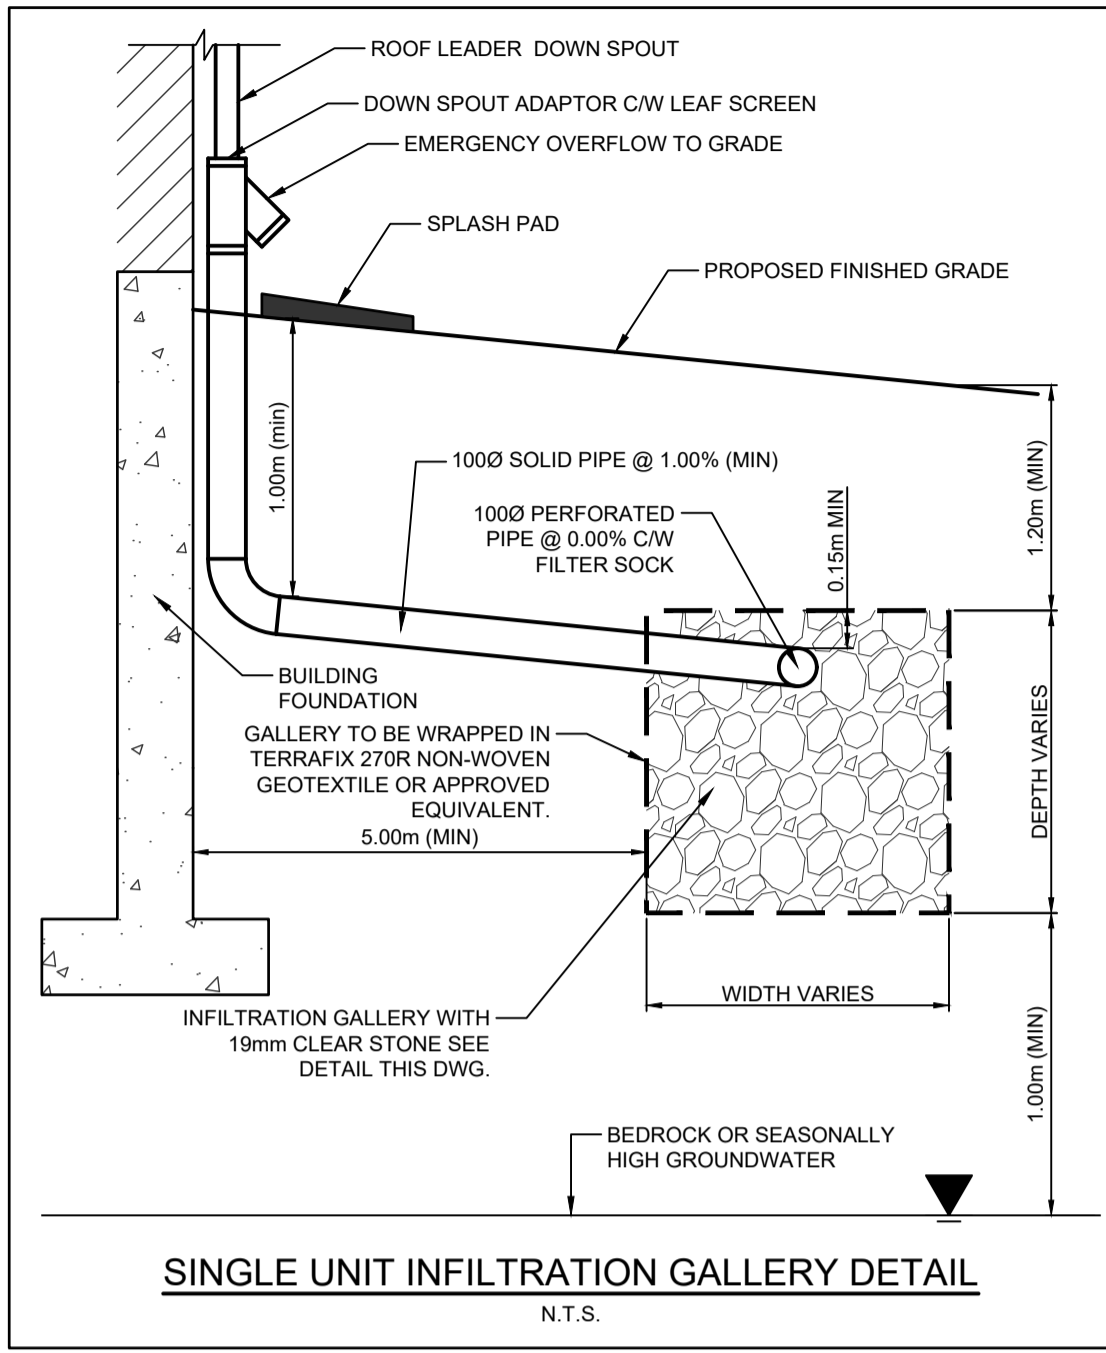 ROOF LEADER DOWN SPOUT
DOWN SPOUT ADAPTOR C/W LEAF SCREEN
EMERGENCY OVERFLOW TO GRADE
SPLASH PAD
PROPOSED FINISHED GRADE
1.00m (min)
100Ø SOLID PIPE @ 1.00% (MIN)
100Ø PERFORATED
PIPE @ 0.00% C/W
FILTER SOCK
0.15m MIN
1.20m (MIN)
BUILDING
FOUNDATION
GALLERY TO BE WRAPPED IN
TERRAFIX 270R NON-WOVEN
GEOTEXTILE OR APPROVED
EQUIVALENT.
5.00m (MIN)
DEPTH VARIES
WIDTH VARIES
INFILTRATION GALLERY WITH
19mm CLEAR STONE SEE
DETAIL THIS DWG.
1.00m (MIN)
BEDROCK OR SEASONALLY
HIGH GROUNDWATER
SINGLE UNIT INFILTRATION GALLERY DETAIL
N.T.S.